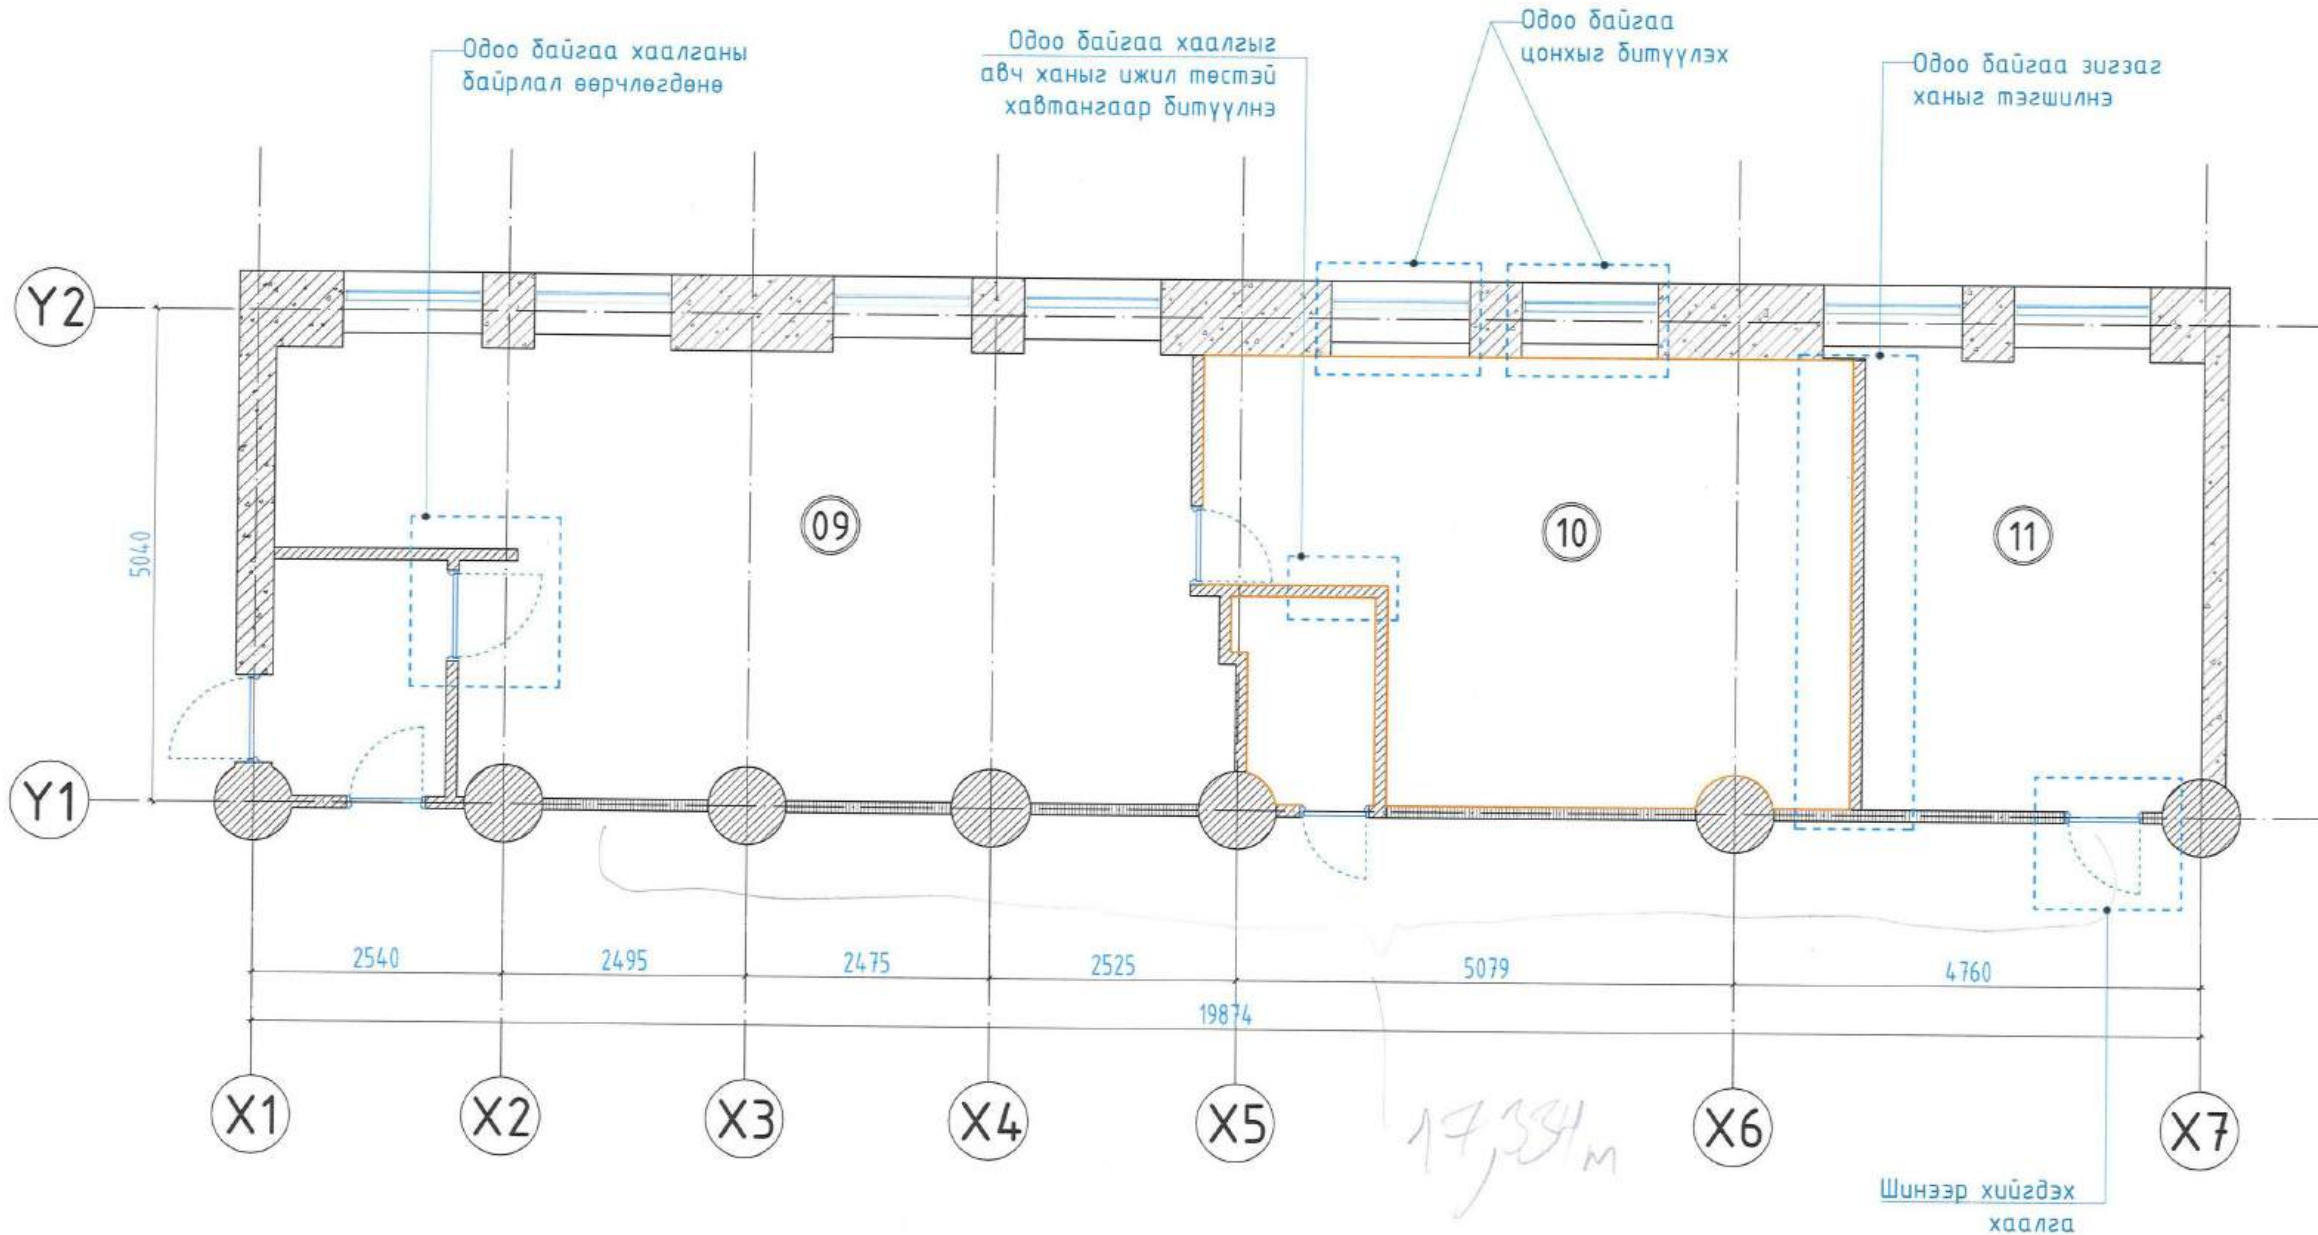 Одоо байгаа хаалганы
байрлал өөрчлөгдөнө
Одоо байгаа хаалгыг
авч ханыг ижил төстэй
хавтангаар битүүлнэ
Одоо байгаа
цонхыг битүүлэх
Одоо байгаа зигзаг
ханыг тэгшилнэ
Y2
5040
09
10
11
Y1
2540
2495
2475
2525
5079
4760
19874
X1
X2
X3
X4
X5
X6
X7
17,334 m
Шинээр хийгдэх
хаалга